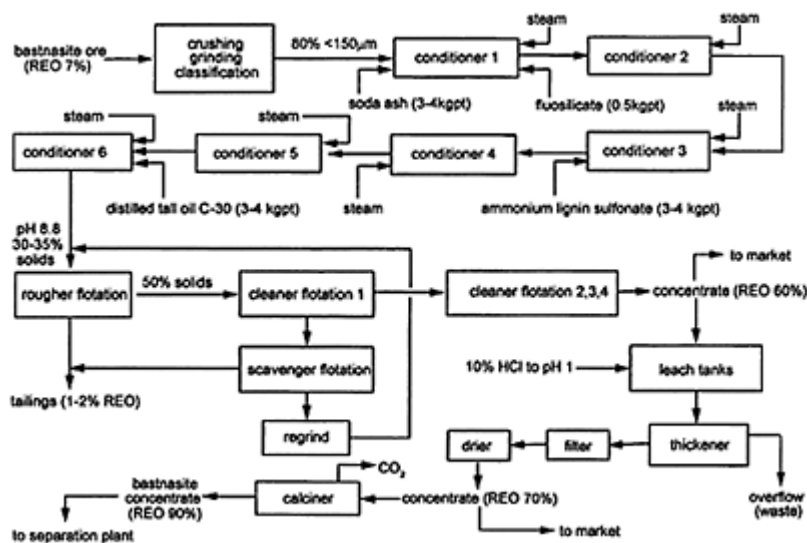 bastnasite ore
(REO 7%)
crushing
grinding
classification
80% <150µm
steam
conditioner 1
soda ash (3-4kgpt)
fluosilicate (0.5kgpt)
steam
conditioner 2
steam
conditioner 6
steam
conditioner 5
conditioner 4
steam
conditioner 3
distilled tall oil C-30 (3-4 kgpt)
steam
ammonium lignin sulfonate (3-4 kgpt)
pH 8.8
30-35%
solids
rougher flotation
50% solids
cleaner flotation 1
cleaner flotation 2,3,4
to market
concentrate (REO 60%)
scavenger flotation
10% HCl to pH 1
leach tanks
tailings (1-2% REO)
regrind
drier
filter
thickener
CO₂
bastnasite
concentrate
(REO 90%)
calciner
concentrate (REO 70%)
overflow
(waste)
to separation plant
to market